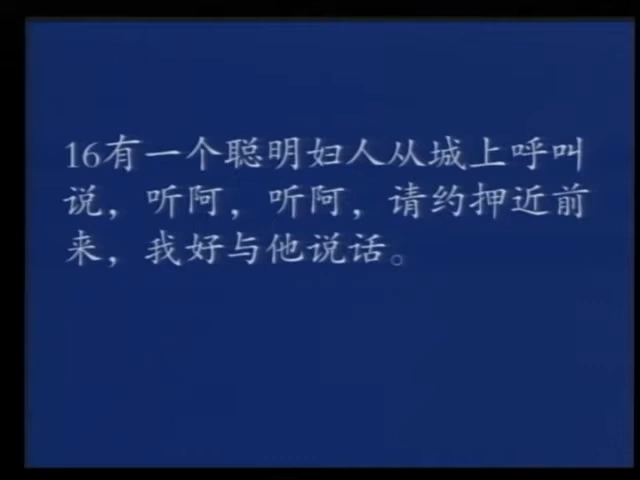 16有一个聪明妇人从城上呼叫
说，听阿，听阿，请约押近前
来，我好与他说话。